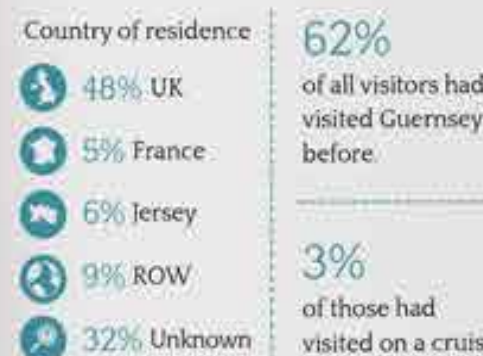 Country of residence
48% UK
5% France
6% Jersey
9% ROW
32% Unknown
62%
of all visitors had
visited Guernsey
before.
3%
of those had
visited on a cruis